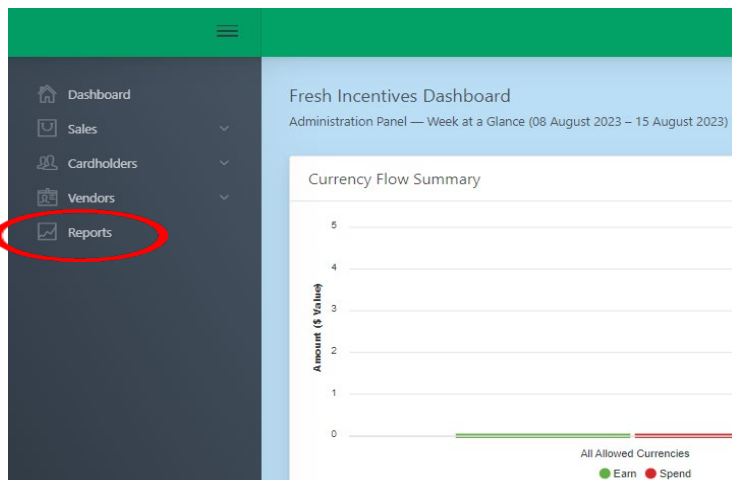 Dashboard
Sales
Cardholders
Vendors
Reports
Fresh Incentives Dashboard
Administration Panel — Week at a Glance (08 August 2023 – 15 August 2023)
Currency Flow Summary
Amount ($ Value)
5
4
3
2
1
0
All Allowed Currencies
Earn Spend